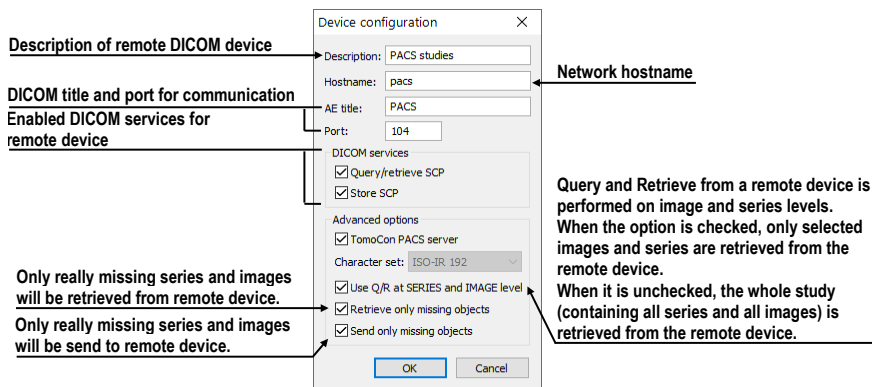 Device configuration
Description of remote DICOM device
Description: PACS studies
Hostname: pacs
Network hostname
DICOM title and port for communication
AE title: PACS
Enabled DICOM services for
remote device
Port: 104
DICOM services
Query/retrieve SCP
Store SCP
Advanced options
TomoCon PACS server
Character set: ISO-IR 192
Use Q/R at SERIES and IMAGE level
Retrieve only missing objects
Send only missing objects
OK Cancel
Only really missing series and images
will be retrieved from remote device.
Only really missing series and images
will be send to remote device.
Query and Retrieve from a remote device is
performed on image and series levels.
When the option is checked, only selected
images and series are retrieved from the
remote device.
When it is unchecked, the whole study
(containing all series and all images) is
retrieved from the remote device.